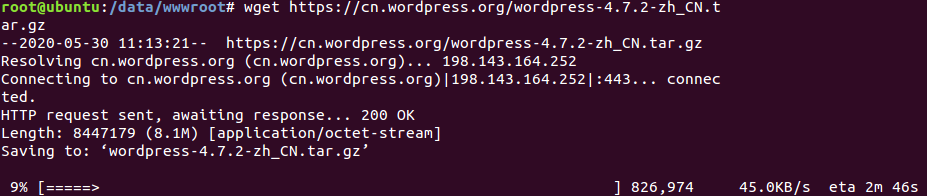 root@ubuntu:/data/wwwroot# wget https://cn.wordpress.org/wordpress-4.7.2-zh_CN.t
ar.gz
--2020-05-30 11:13:21--  https://cn.wordpress.org/wordpress-4.7.2-zh_CN.tar.gz
Resolving cn.wordpress.org (cn.wordpress.org)... 198.143.164.252
Connecting to cn.wordpress.org (cn.wordpress.org)|198.143.164.252|:443... connec
ted.
HTTP request sent, awaiting response... 200 OK
Length: 8447179 (8.1M) [application/octet-stream]
Saving to: ‘wordpress-4.7.2-zh_CN.tar.gz’
9% [=====> ] 826,974 45.0KB/s eta 2m 46s